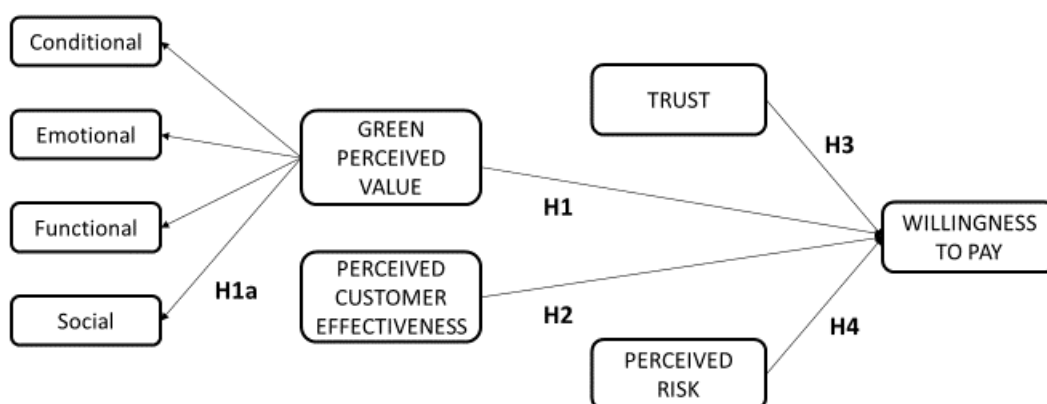 Conditional
Emotional
Functional
Social
H1a
GREEN
PERCEIVED
VALUE
PERCEIVED
CUSTOMER
EFFECTIVENESS
H1
H2
TRUST
PERCEIVED
RISK
H3
H4
WILLINGNESS
TO PAY